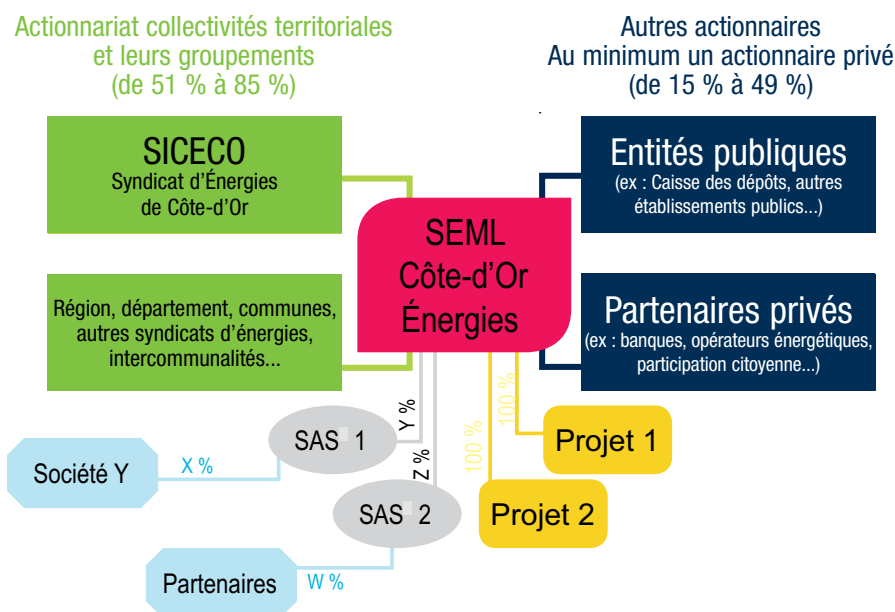 Actionnariat collectivités territoriales
et leurs groupements
(de 51 % à 85 %)
Autres actionnaires
Au minimum un actionnaire privé
(de 15 % à 49 %)
SICECO
Syndicat d'Énergies
de Côte-d'Or
Entités publiques
(ex : Caisse des dépôts, autres
établissements publics...)
SEML
Côte-d'Or
Énergies
Région, département, communes,
autres syndicats d'énergies,
intercommunalités...
Partenaires privés
(ex : banques, opérateurs énergétiques,
participation citoyenne...)
Y %
Z %
100 %
100 %
SAS 1
Projet 1
Société Y
X %
SAS 2
Projet 2
Partenaires
W %